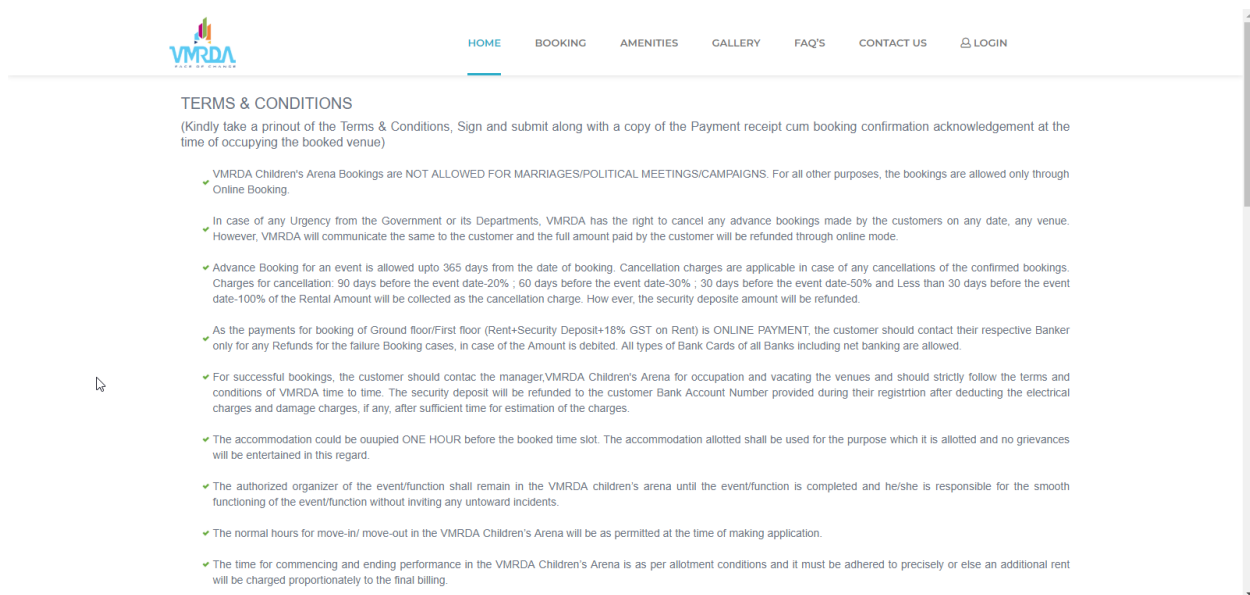 VMRDA
HOME BOOKING AMENITIES GALLERY FAQ'S CONTACT US LOGIN
TERMS & CONDITIONS
(Kindly take a prinout of the Terms & Conditions, Sign and submit along with a copy of the Payment receipt cum booking confirmation acknowledgement at the
time of occupying the booked venue)
VMRDA Children's Arena Bookings are NOT ALLOWED FOR MARRIAGES/POLITICAL MEETINGS/CAMPAIGNS. For all other purposes, the bookings are allowed only through
Online Booking.
In case of any Urgency from the Government or its Departments, VMRDA has the right to cancel any advance bookings made by the customers on any date, any venue.
However, VMRDA will communicate the same to the customer and the full amount paid by the customer will be refunded through online mode.
Advance Booking for an event is allowed upto 365 days from the date of booking. Cancellation charges are applicable in case of any cancellations of the confirmed bookings.
Charges for cancellation: 90 days before the event date-20% ; 60 days before the event date-30% ; 30 days before the event date-50% and Less than 30 days before the event
date-100% of the Rental Amount will be collected as the cancellation charge. How ever, the security deposite amount will be refunded.
As the payments for booking of Ground floor/First floor (Rent+Security Deposit+18% GST on Rent) is ONLINE PAYMENT, the customer should contact their respective Banker
only for any Refunds for the failure Booking cases, in case of the Amount is debited. All types of Bank Cards of all Banks including net banking are allowed.
For successful bookings, the customer should contac the manager,VMRDA Children's Arena for occupation and vacating the venues and should strictly follow the terms and
conditions of VMRDA time to time. The security deposit will be refunded to the customer Bank Account Number provided during their registrtion after deducting the electrical
charges and damage charges, if any, after sufficient time for estimation of the charges.
The accommodation could be ouupied ONE HOUR before the booked time slot. The accommodation allotted shall be used for the purpose which it is allotted and no grievances
will be entertained in this regard.
The authorized organizer of the event/function shall remain in the VMRDA children's arena until the event/function is completed and he/she is responsible for the smooth
functioning of the event/function without inviting any untoward incidents.
The normal hours for move-in/ move-out in the VMRDA Children's Arena will be as permitted at the time of making application.
The time for commencing and ending performance in the VMRDA Children's Arena is as per allotment conditions and it must be adhered to precisely or else an additional rent
will be charged proportionately to the final billing.